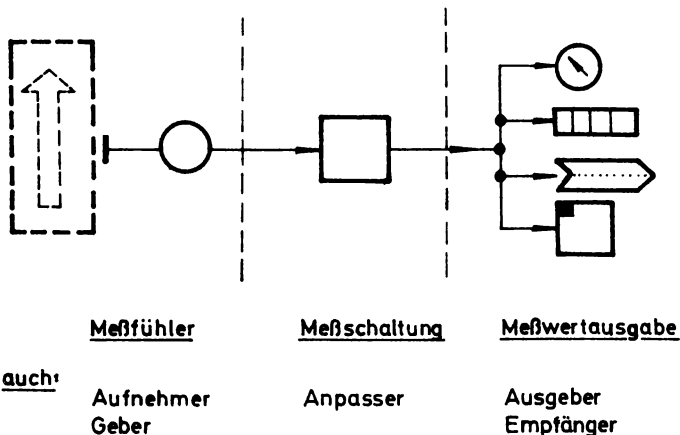 Meßfühler Meßschaltung Meßwertausgabe
auch:
Aufnehmer Anpasser Ausgeber
Geber Empfänger